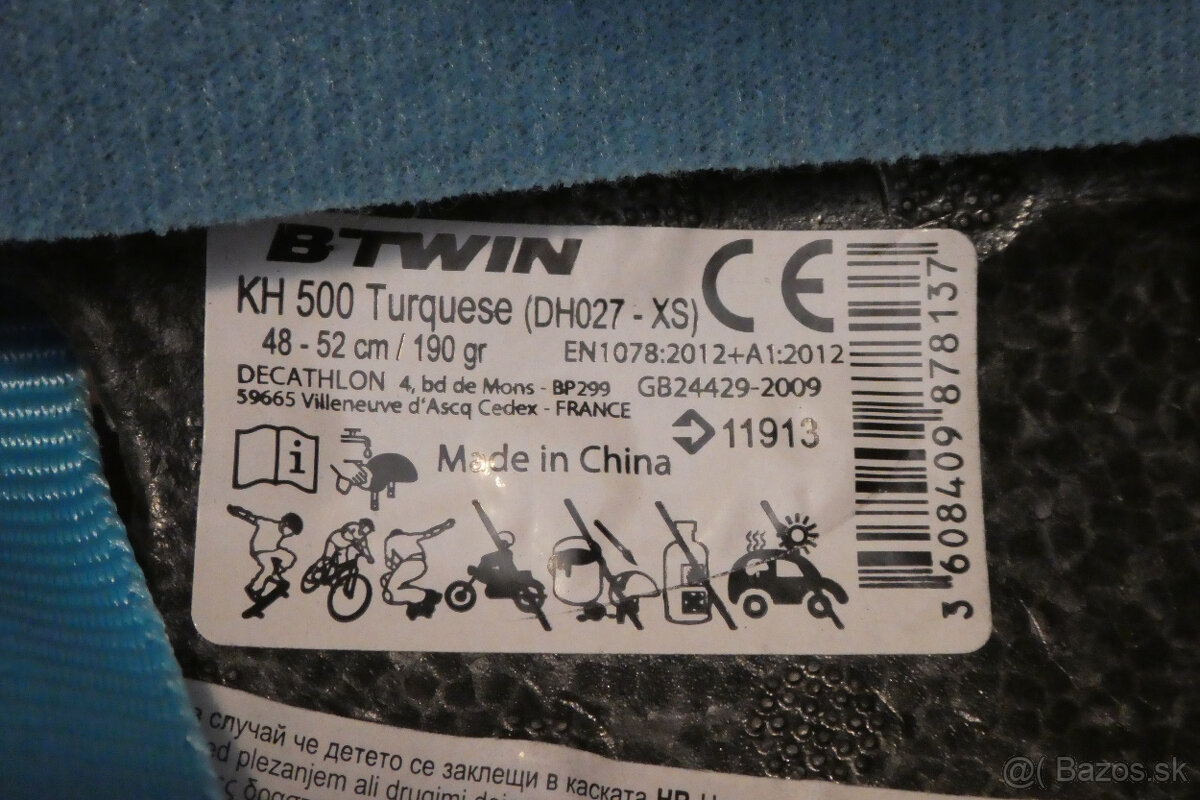 B'TWIN
KH 500 Turquese (DH027 - XS)
48 - 52 cm / 190 gr
EN1078:2012+A1:2012
DECATHLON 4, bd de Mons - BP299
GB24429-2009
59665 Villeneuve d'Ascq Cedex - FRANCE
11913
Made in China
CE
3 608409 878137
случай че детето се заклещи в каската HR
plezanjem ali drugimi
@( Bazos.sk